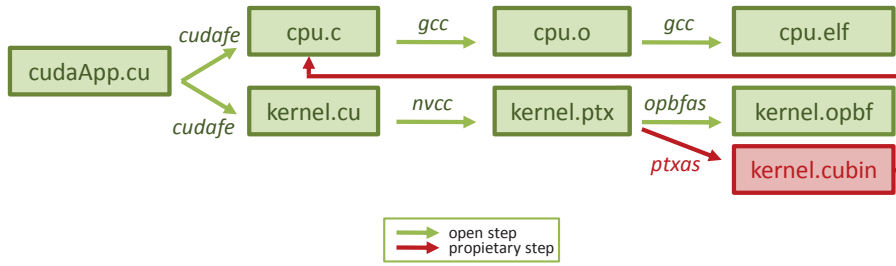 cudafe
cpu.c
gcc
cpu.o
gcc
cpu.elf
cudaApp.cu
cudafe
kernel.cu
nvcc
kernel.ptx
opbfas
kernel.opbf
ptxas
kernel.cubin
open step
propietary step